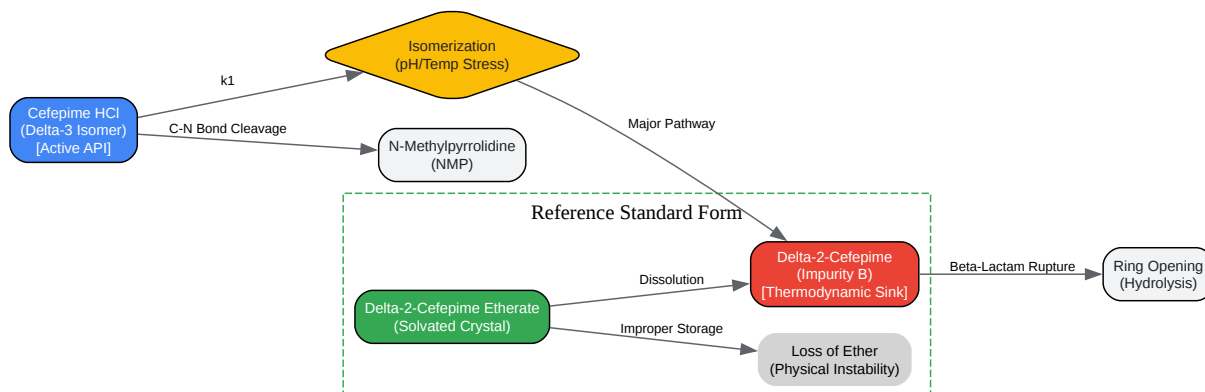 Isomerization
(pH/Temp Stress)
k1
Cefepime HCl
(Delta-3 Isomer)
[Active API]
C-N Bond Cleavage
Major Pathway
N-Methylpyrrolidine
(NMP)
Reference Standard Form
Delta-2-Cefepime
(Impurity B)
[Thermodynamic Sink]
Beta-Lactam Rupture
Ring Opening
(Hydrolysis)
Dissolution
Delta-2-Cefepime Etherate
(Solvated Crystal)
Improper Storage
Loss of Ether
(Physical Instability)